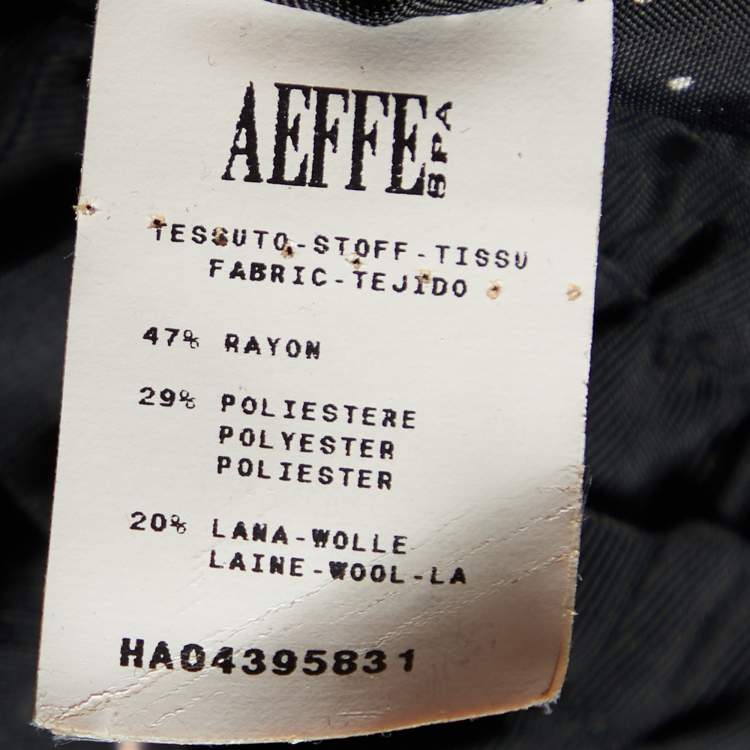 AEFFE SPA
TESSUTO-STOFF-TISSU
FABRIC-TEJIDO
47% RAYON
29% POLIESTERE
POLYESTER
POLIESTER
20% LANA-WOLLE
LAINE-WOOL-LA
HA04395831